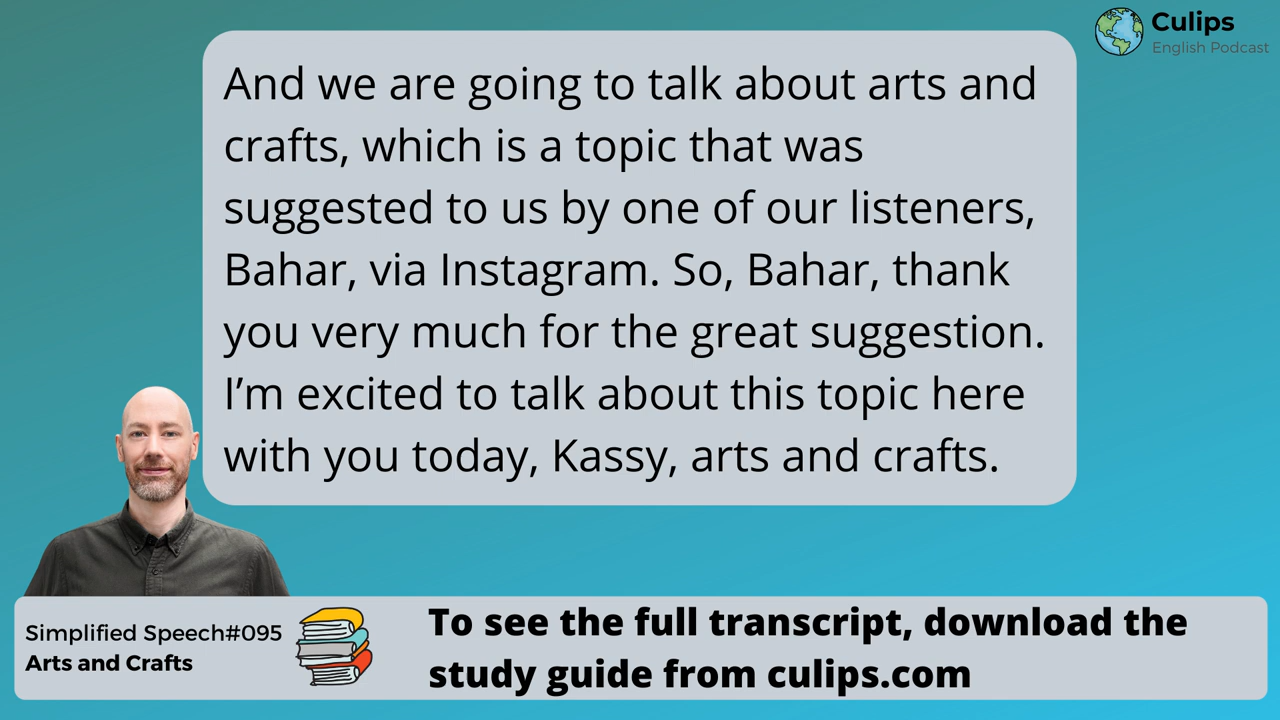 Culips
English Podcast
And we are going to talk about arts and
crafts, which is a topic that was
suggested to us by one of our listeners,
Bahar, via Instagram. So, Bahar, thank
you very much for the great suggestion.
I’m excited to talk about this topic here
with you today, Kassy, arts and crafts.
Simplified Speech#095
Arts and Crafts
To see the full transcript, download the
study guide from culips.com